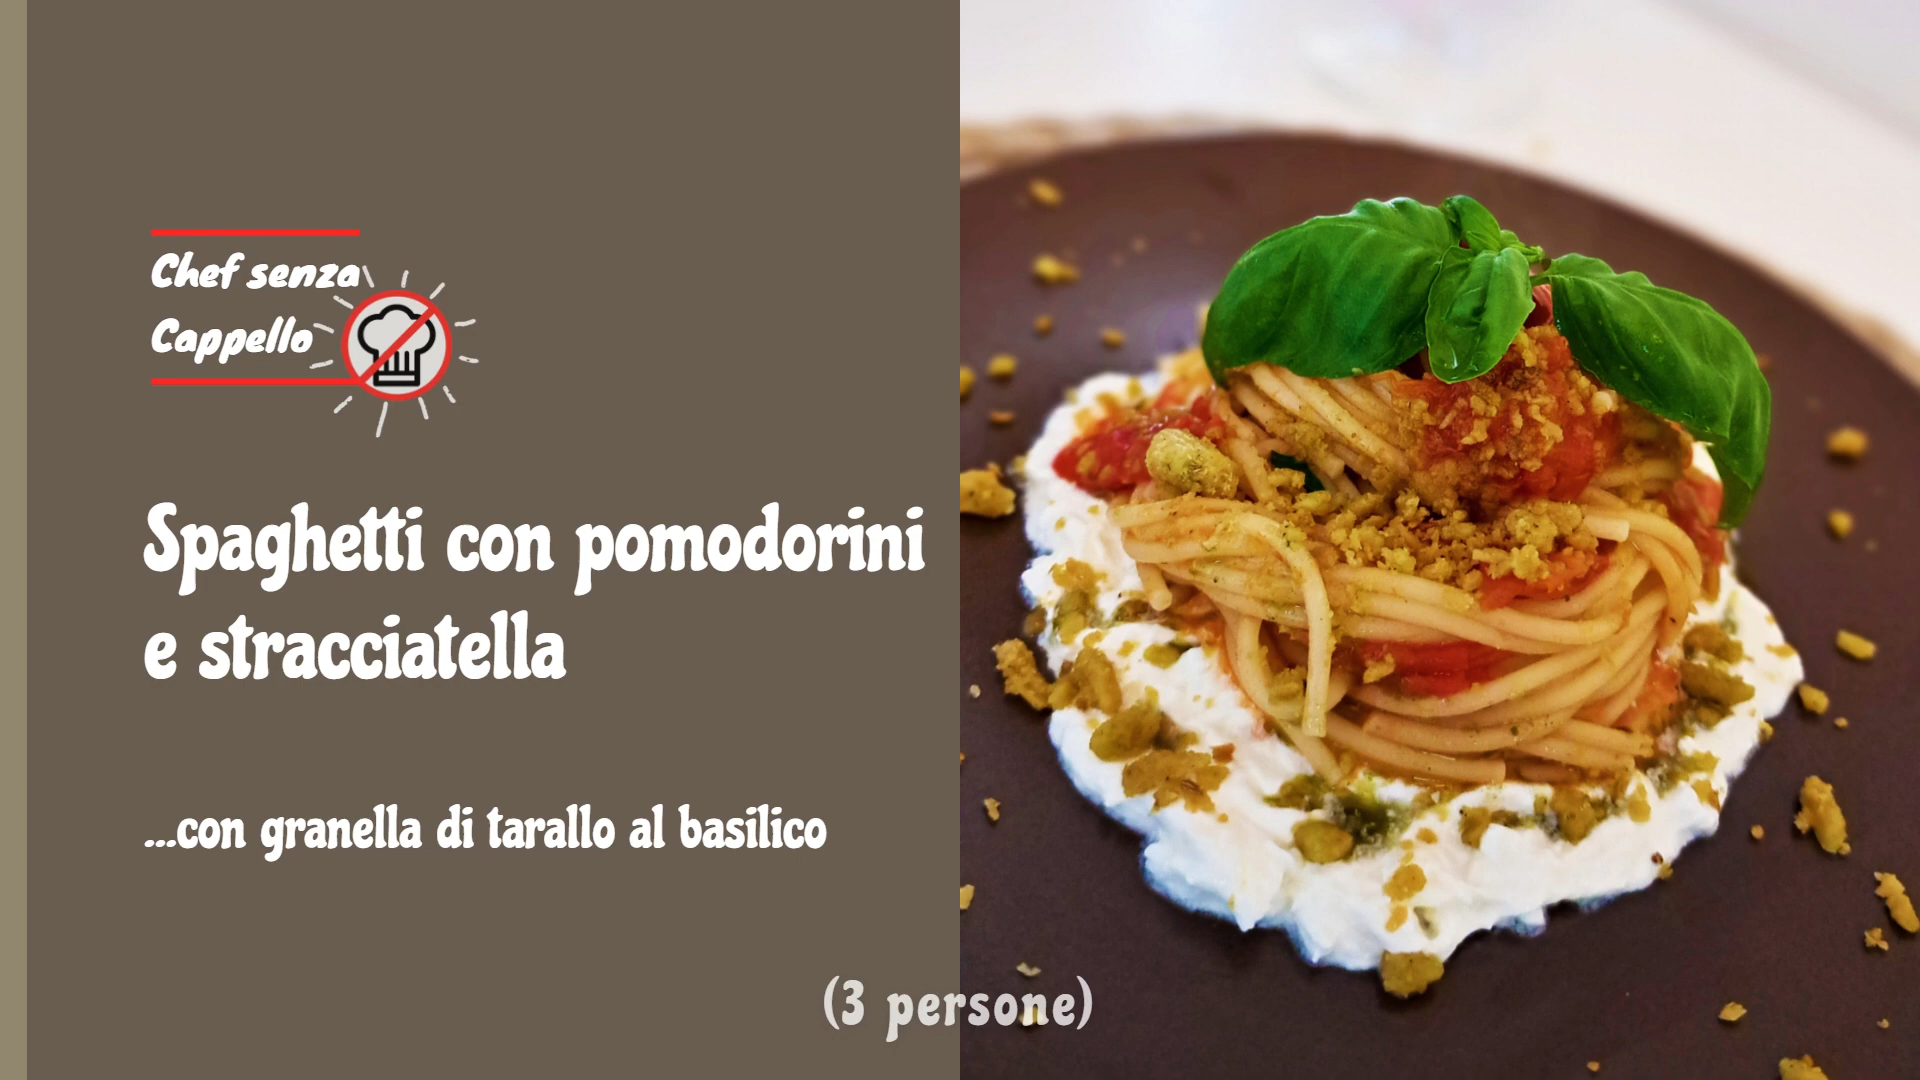 Chef senza
Cappello
Spaghetti con pomodorini
e stracciatella
...con granella di tarallo al basilico
(3 persone)